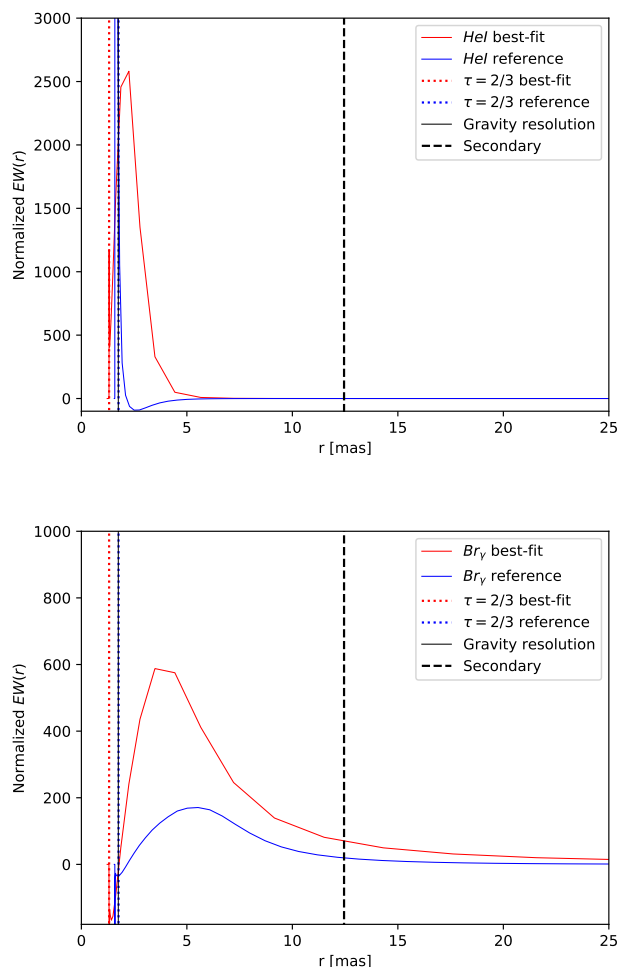 3000
2500
2000
1500
1000
500
0
Normalized EW(r)
HeI best-fit
HeI reference
τ = 2/3 best-fit
τ = 2/3 reference
Gravity resolution
Secondary
0 5 10 15 20 25
r [mas]
1000
800
600
400
200
0
Normalized EW(r)
Brγ best-fit
Brγ reference
τ = 2/3 best-fit
τ = 2/3 reference
Gravity resolution
Secondary
0 5 10 15 20 25
r [mas]